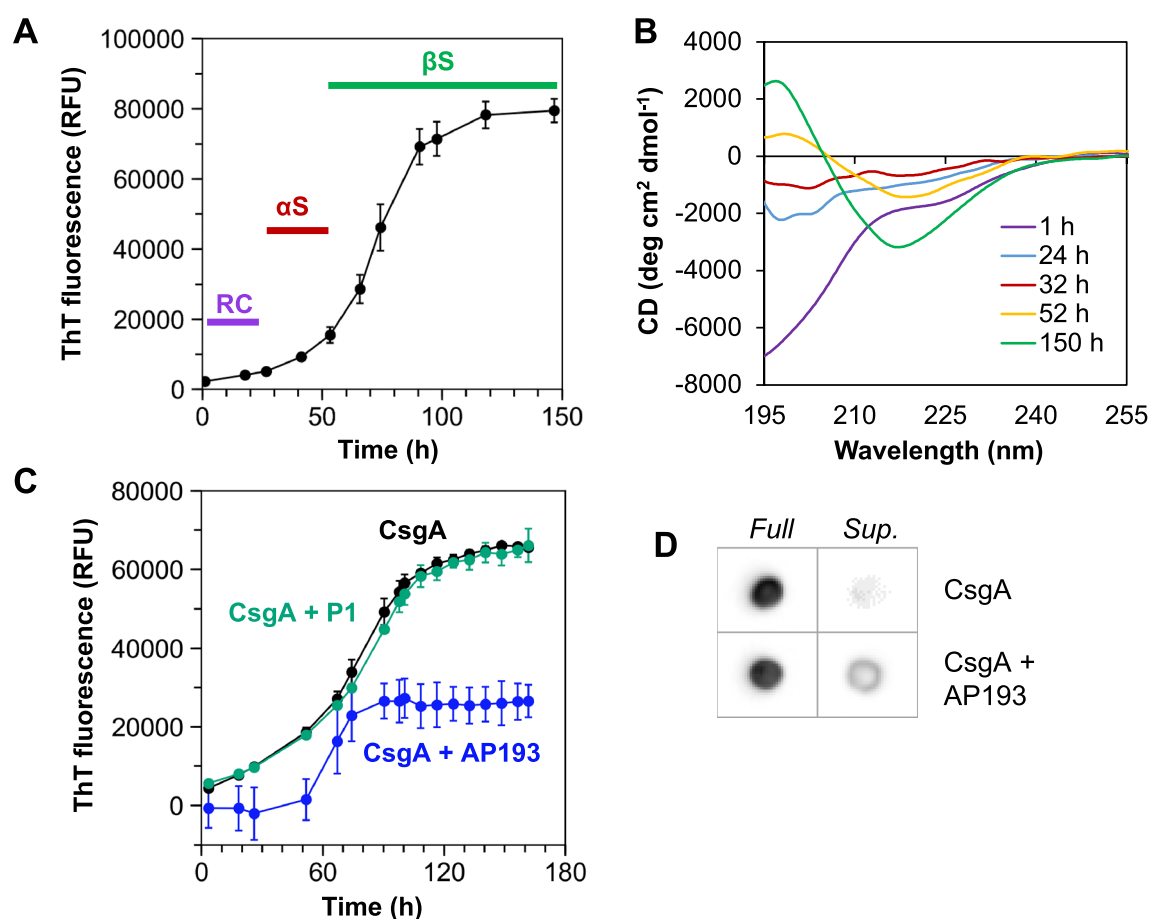 A
100000
80000
60000
40000
20000
0
ThT fluorescence (RFU)
βS
αS
RC
0 50 100 150
Time (h)
B
4000
2000
0
-2000
-4000
-6000
-8000
CD (deg cm² dmol⁻¹)
1 h
24 h
32 h
52 h
150 h
195 210 225 240 255
Wavelength (nm)
C
80000
60000
40000
20000
0
ThT fluorescence (RFU)
CsgA
CsgA + P1
CsgA + AP193
0 60 120 180
Time (h)
D
Full Sup.
CsgA
CsgA +
AP193